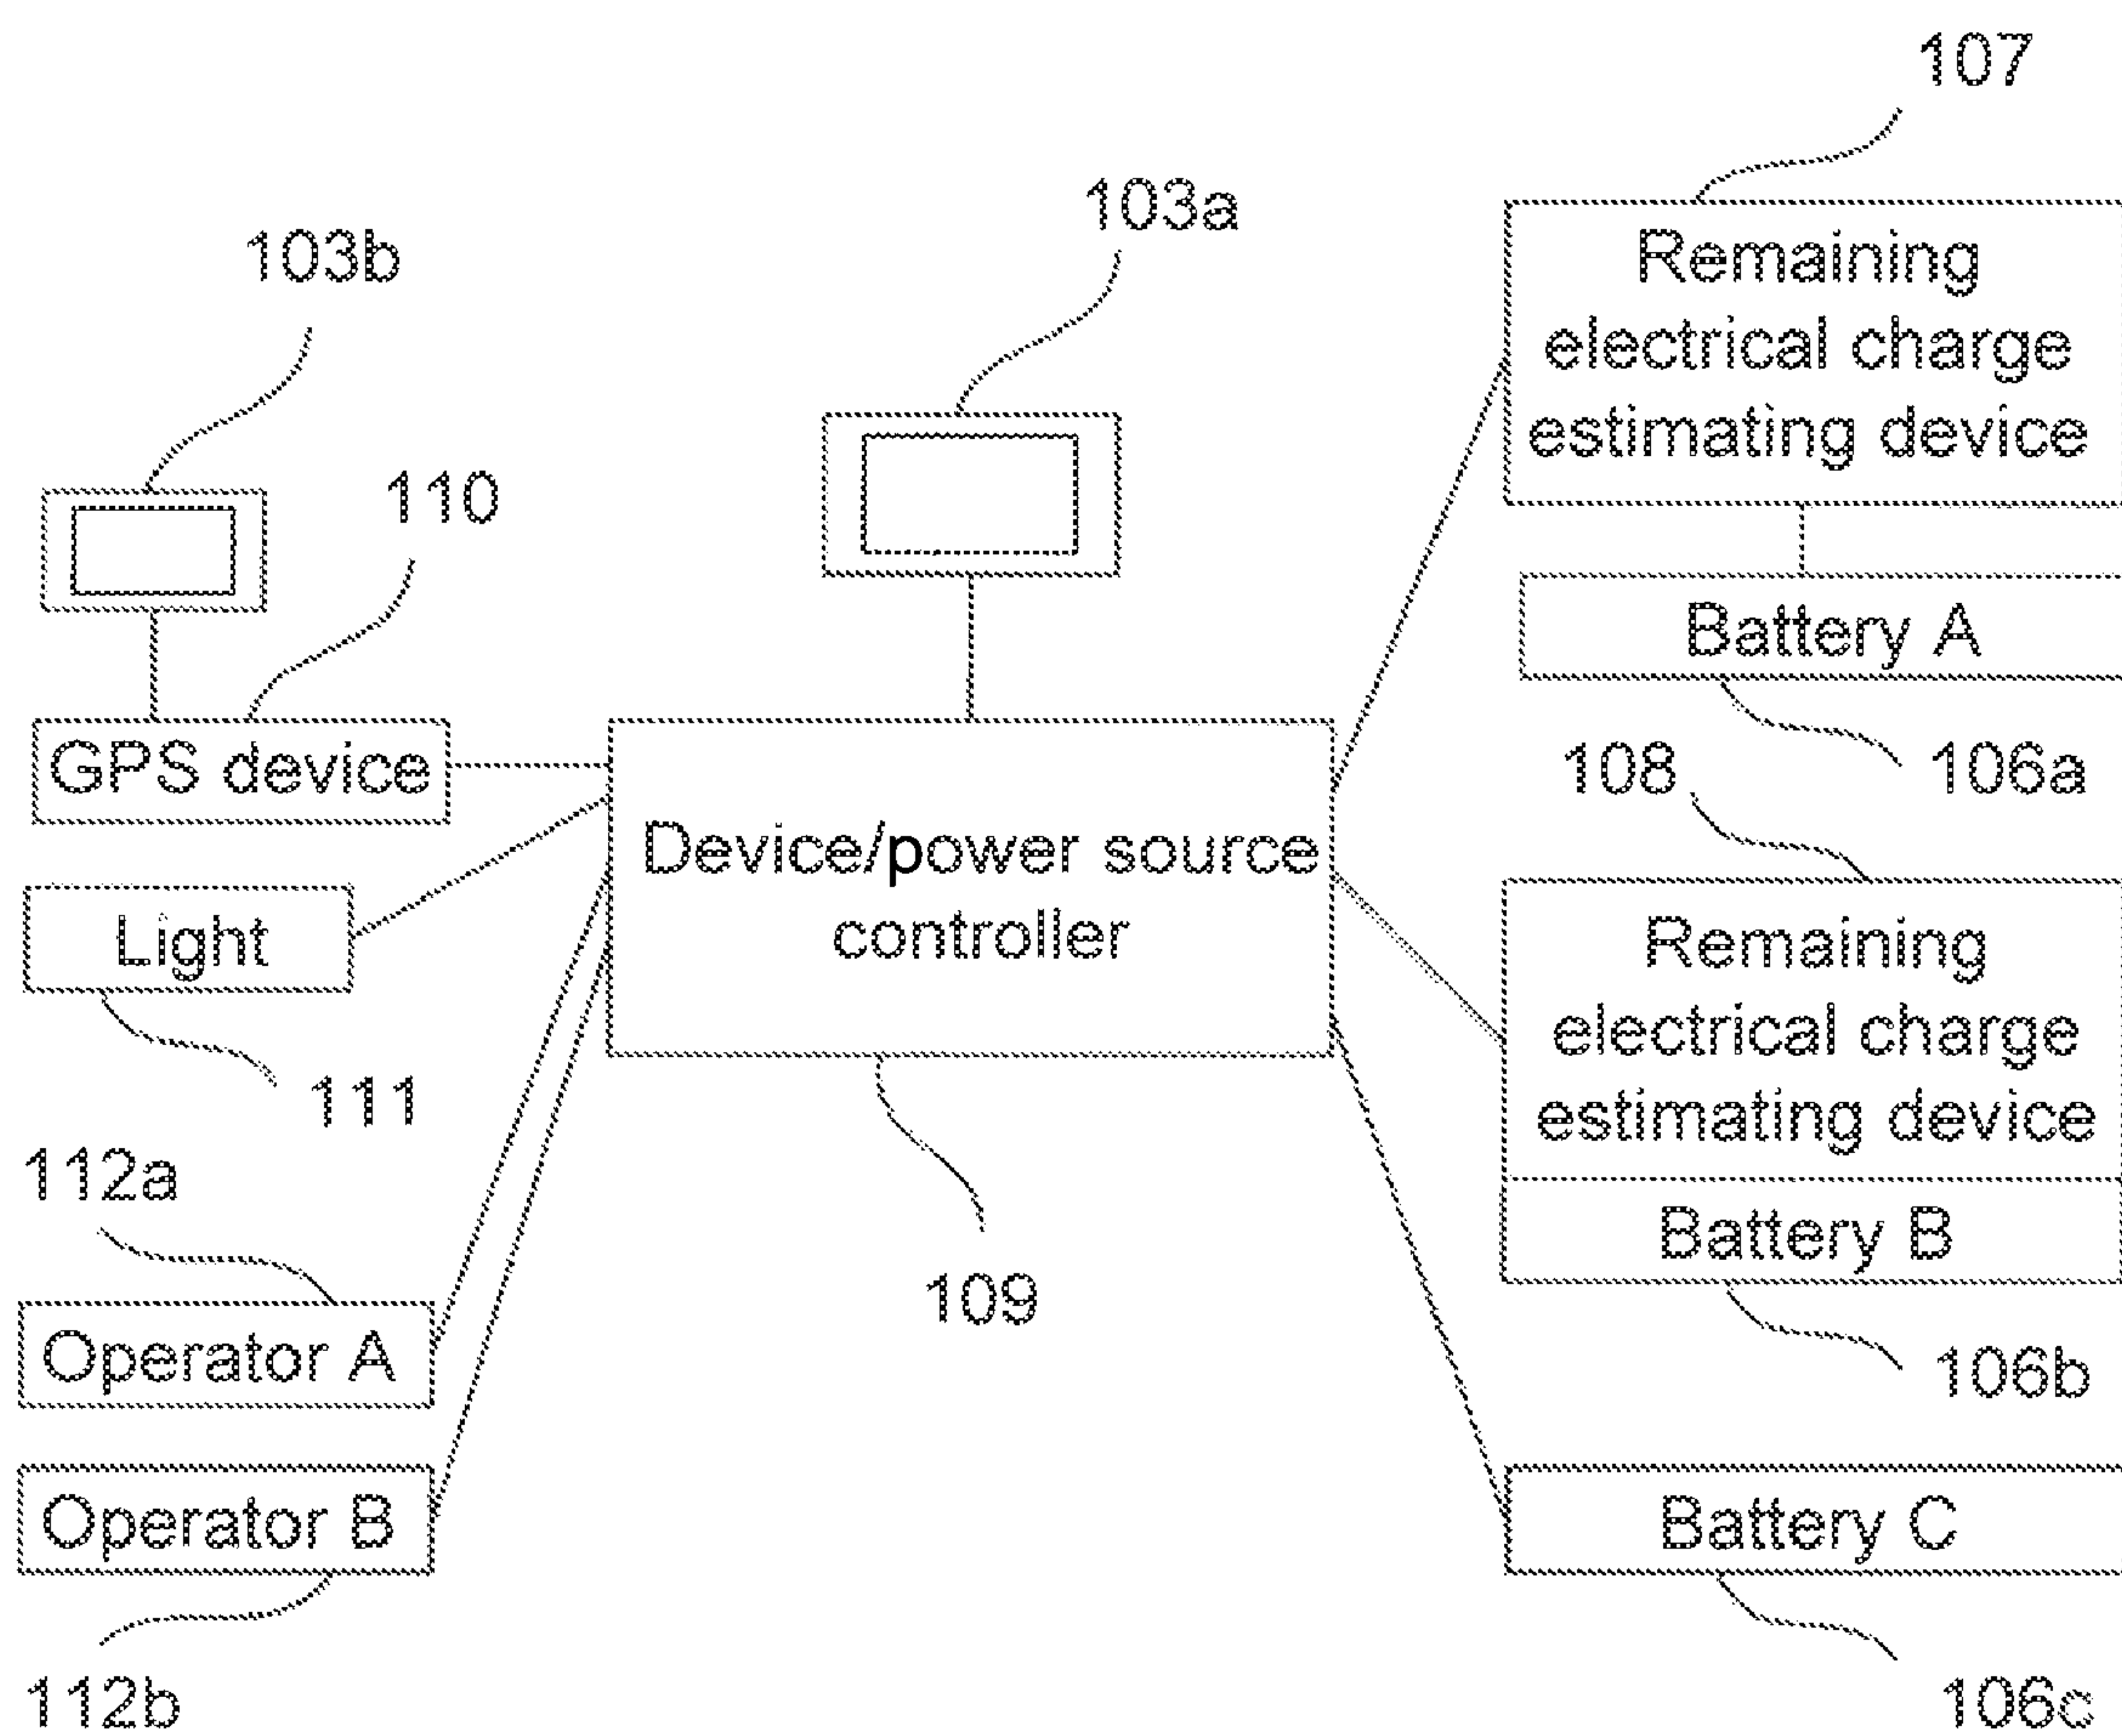 107
103a
103b
Remaining
electrical charge
estimating device
110
Battery A
GPS device
108
106a
Device/power source
controller
Light
Remaining
electrical charge
estimating device
111
112a
Battery B
109
Operator A
106b
Operator B
Battery C
112b
106c